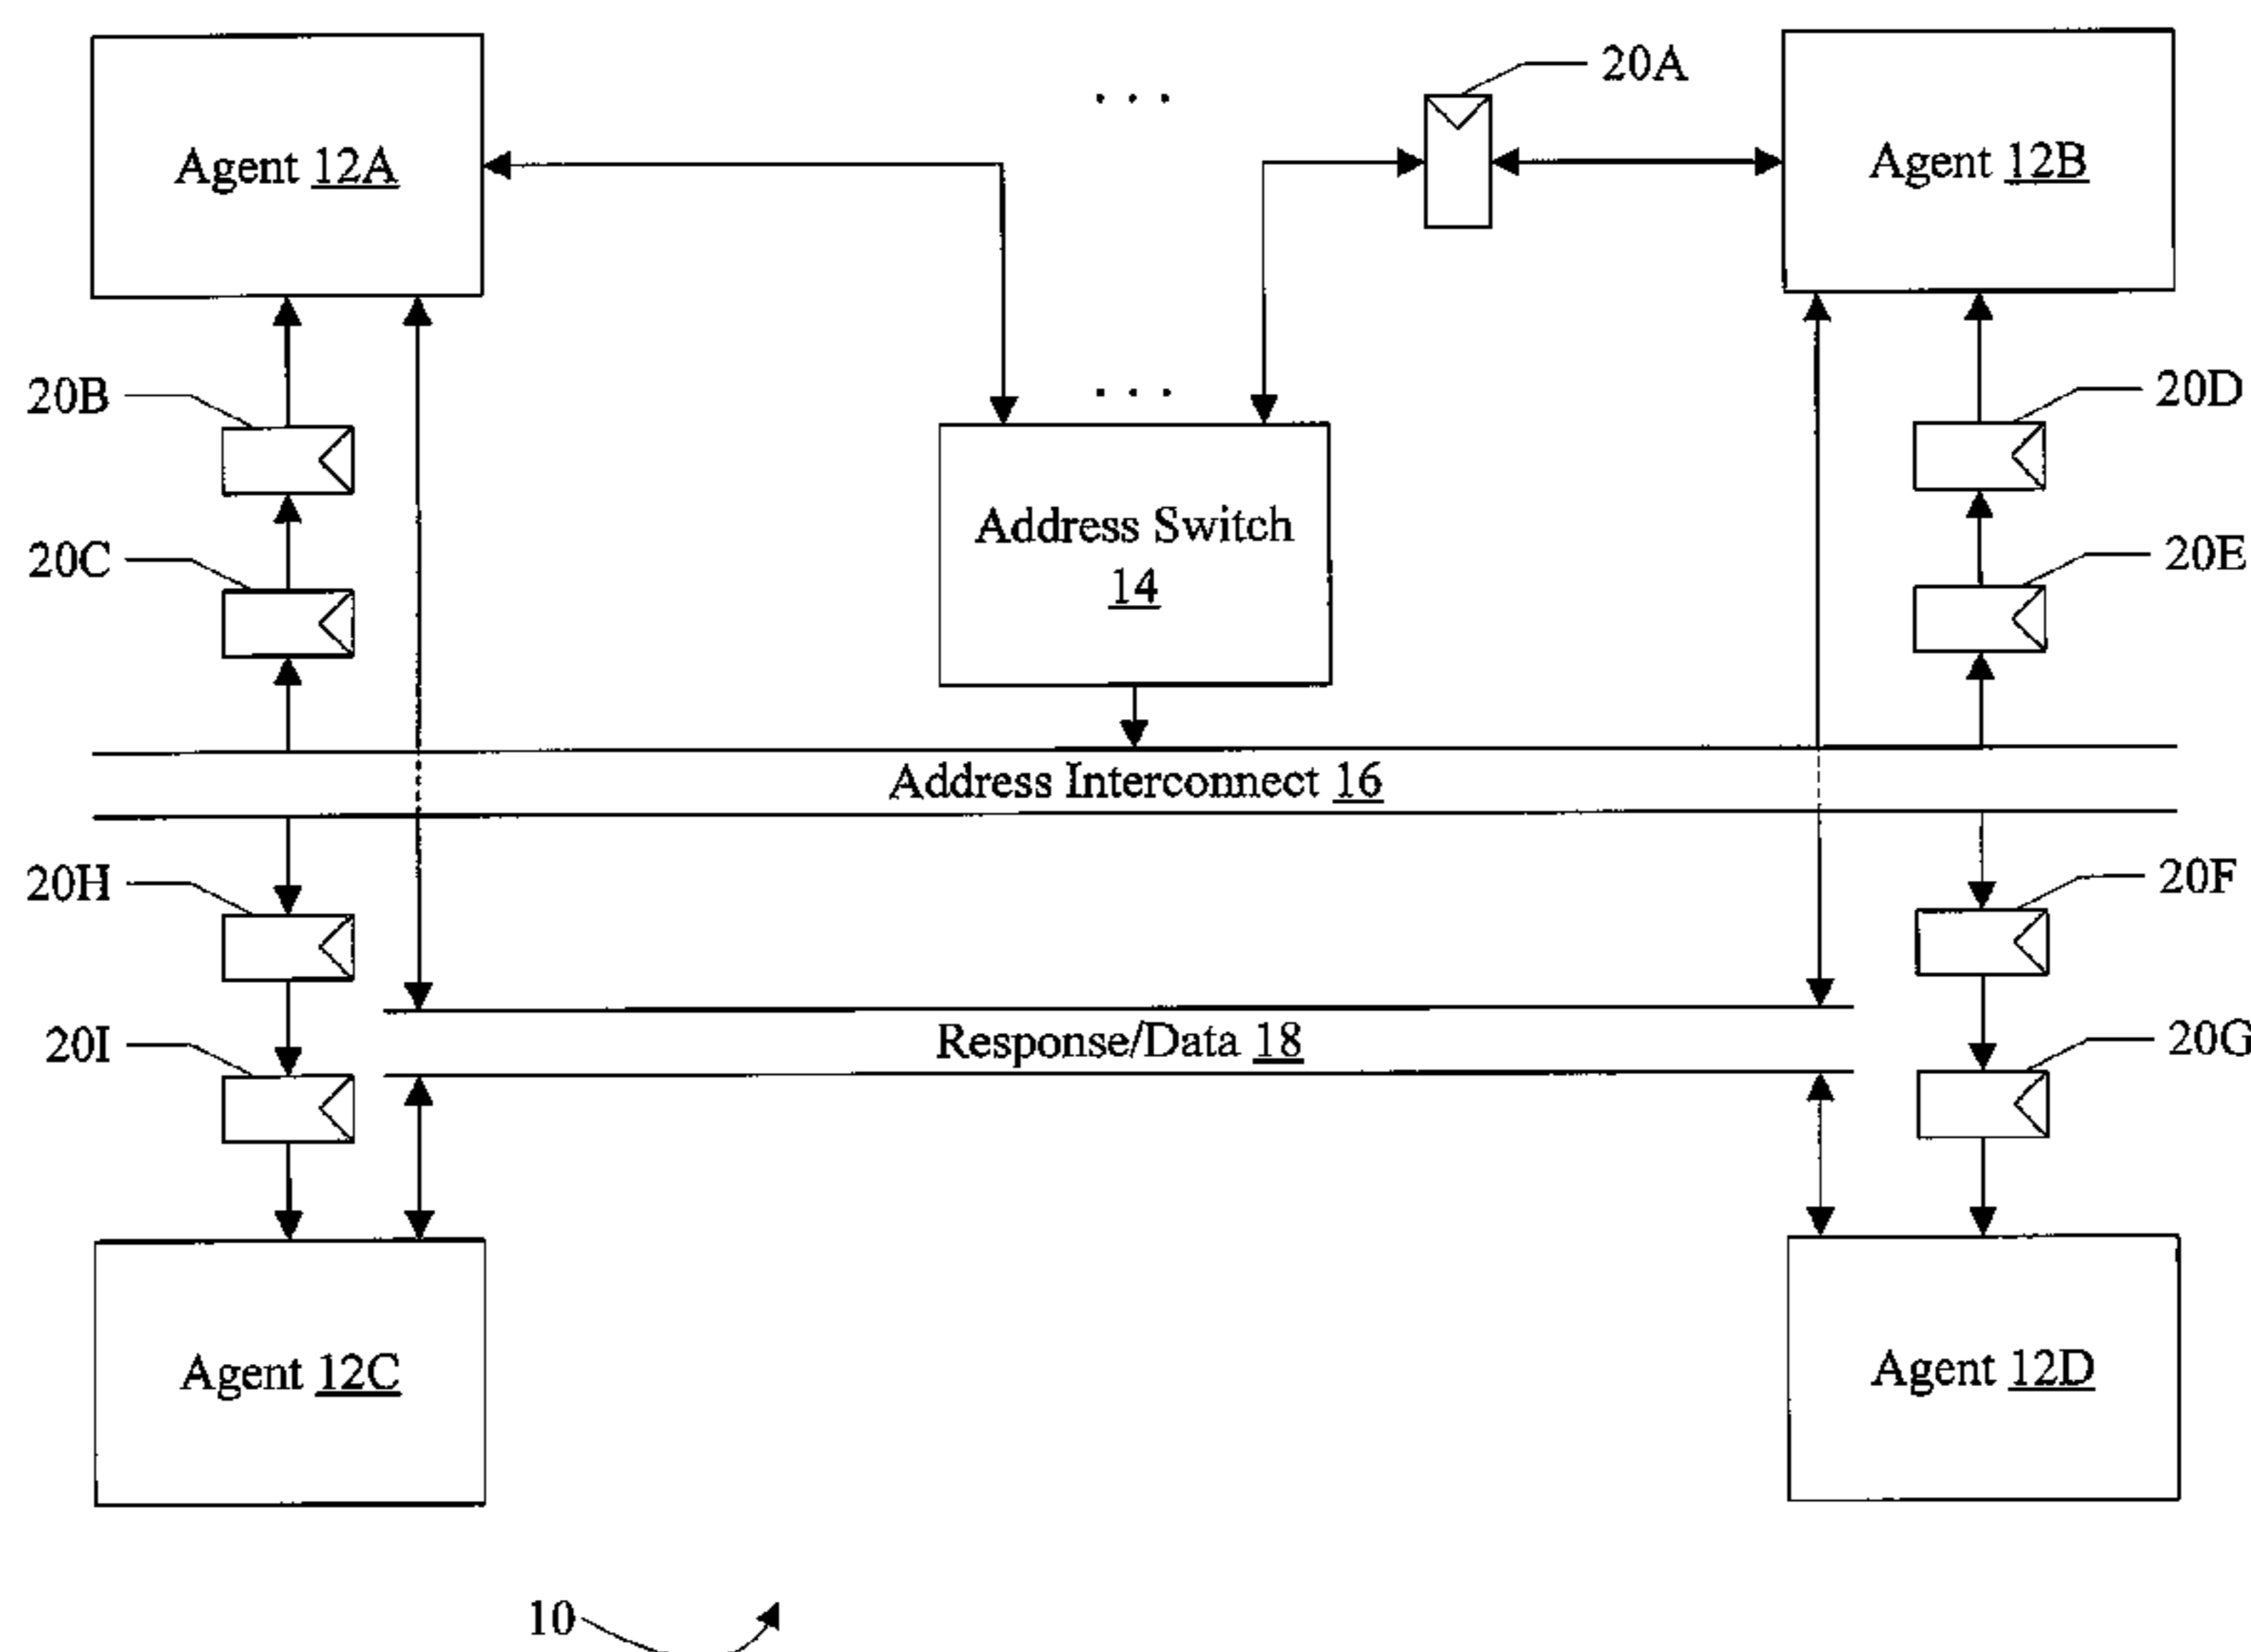 20A
Agent 12A
Agent 12B
. . .
20B
20D
. . .
Address Switch
14
20C
20E
Address Interconnect 16
20H
20F
20I
Response/Data 18
20G
Agent 12C
Agent 12D
10